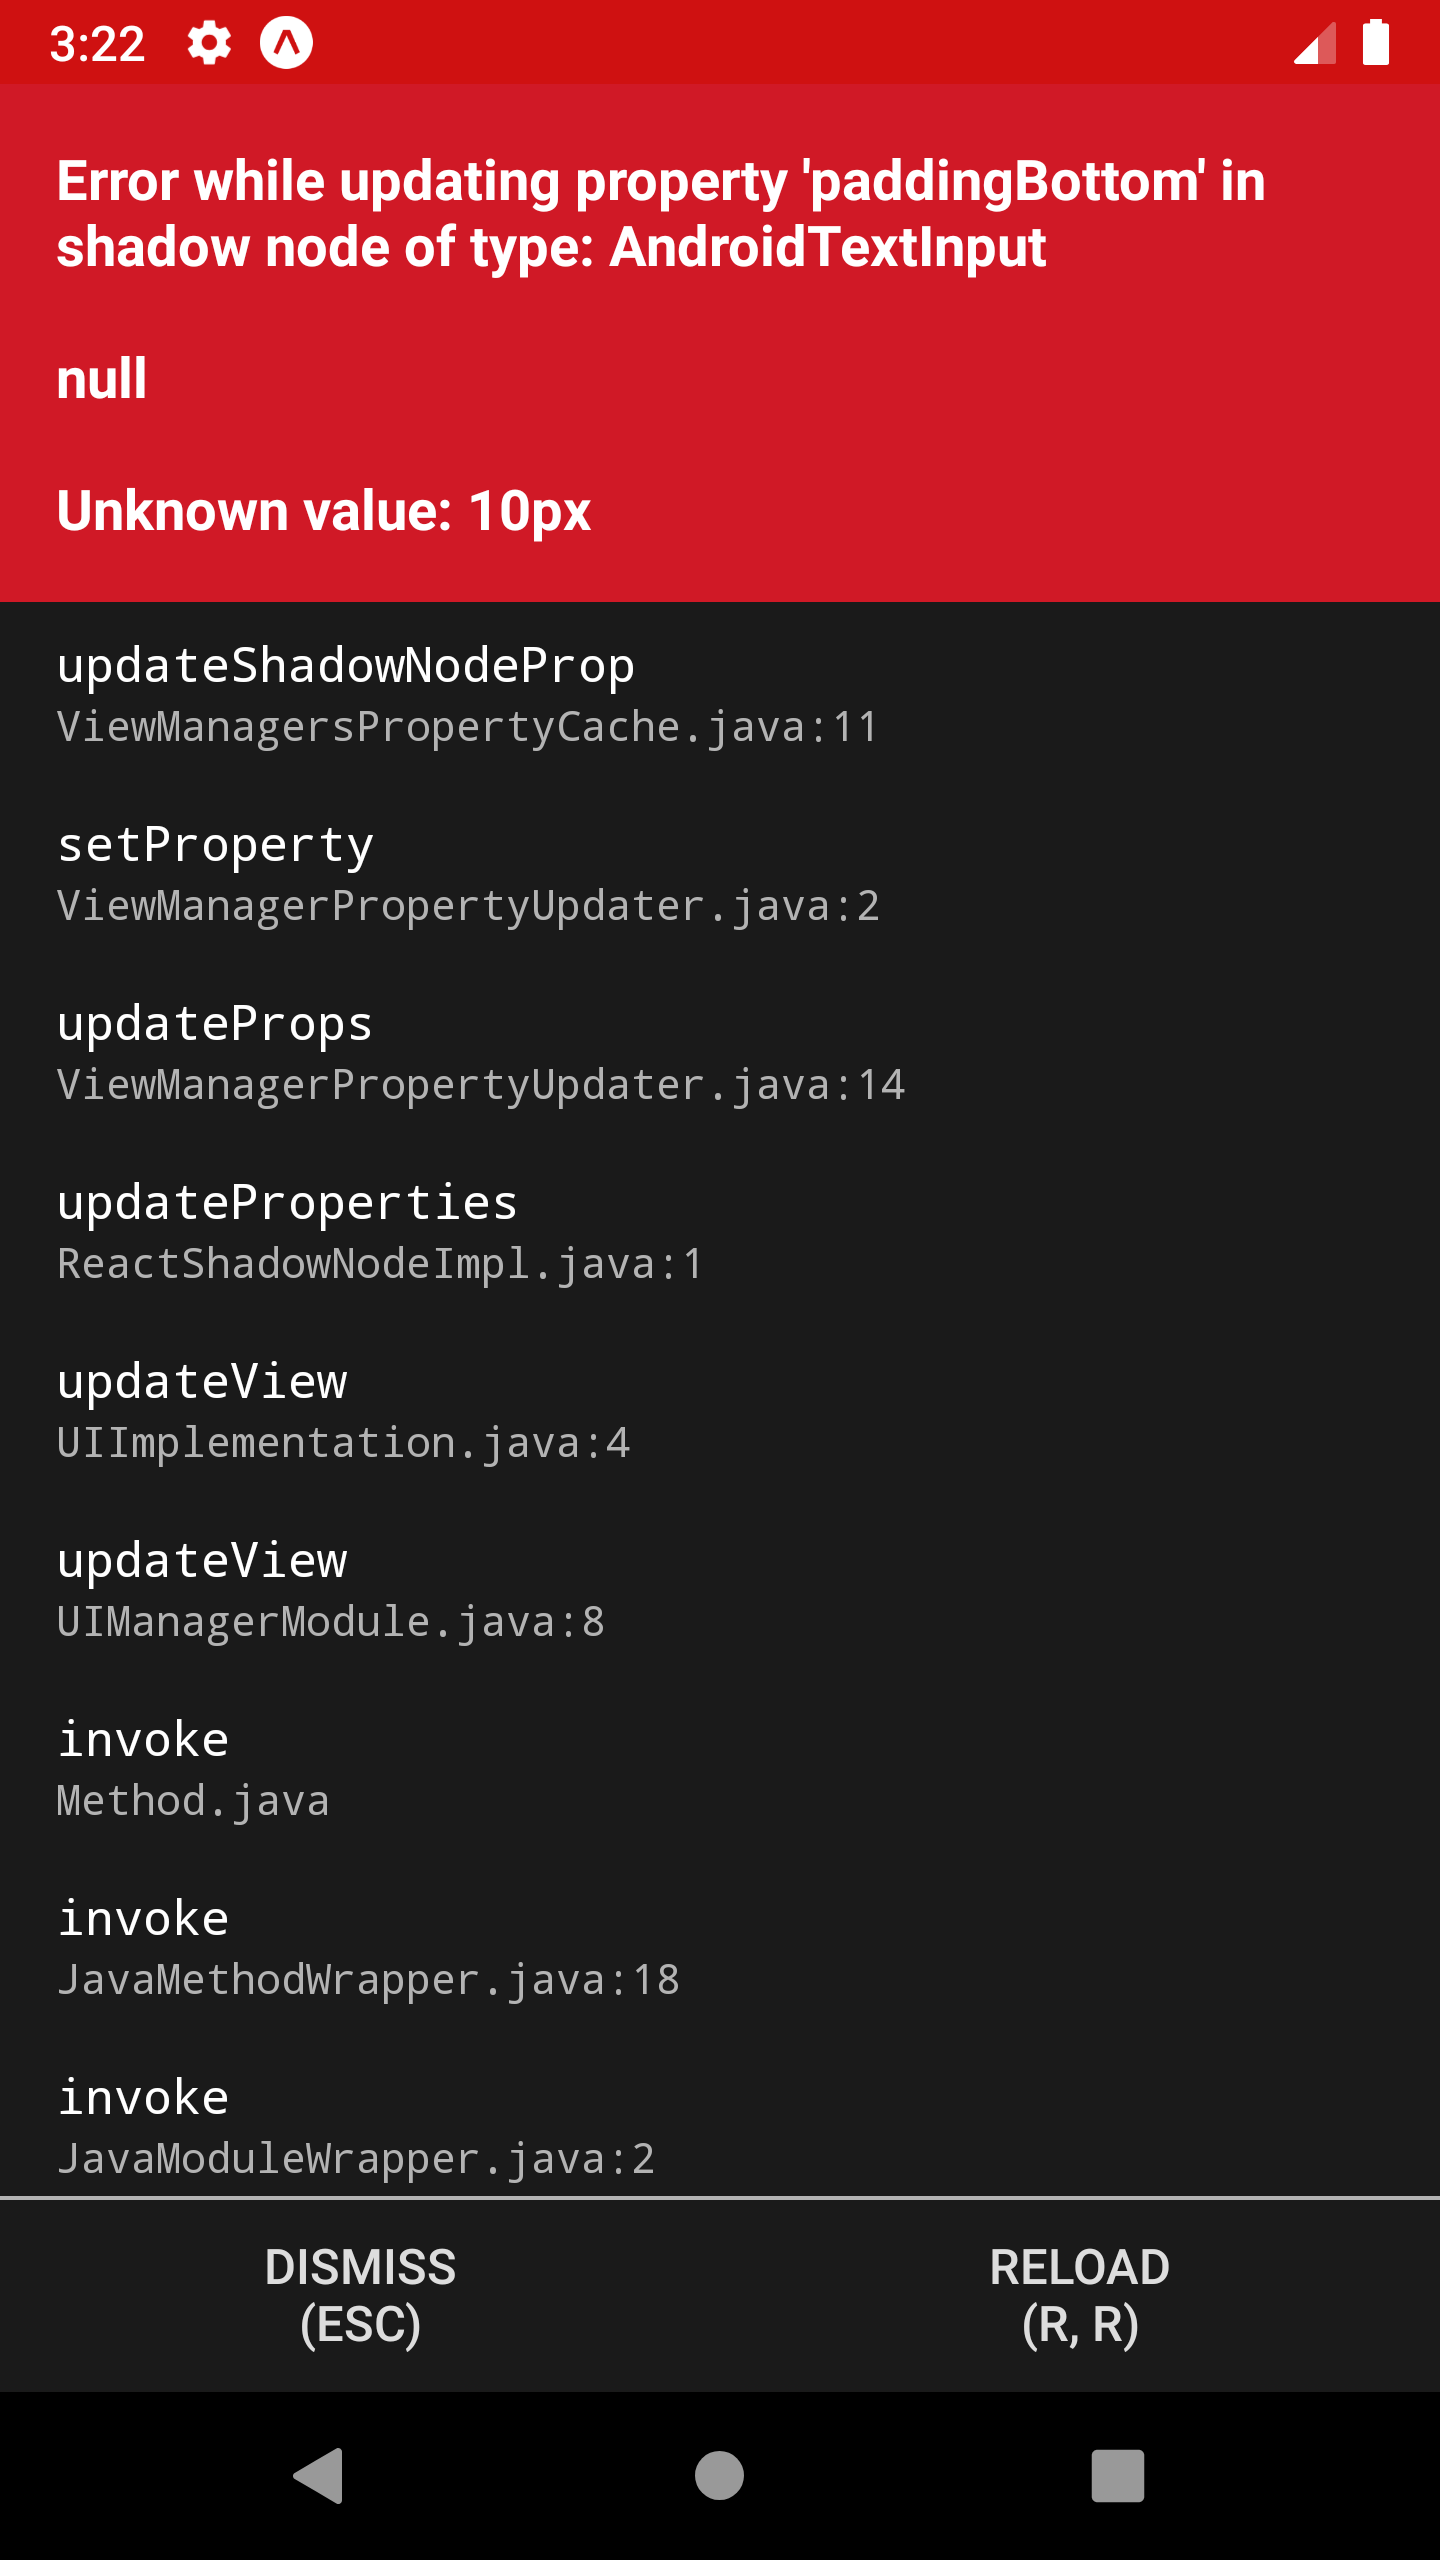 3:22
Error while updating property 'paddingBottom' in
shadow node of type: AndroidTextInput
null
Unknown value: 10px
updateShadowNodeProp
ViewManagersPropertyCache.java:11
setProperty
ViewManagerPropertyUpdater.java:2
updateProps
ViewManagerPropertyUpdater.java:14
updateProperties
ReactShadowNodeImpl.java:1
updateView
UIImplementation.java:4
updateView
UIManagerModule.java:8
invoke
Method.java
invoke
JavaMethodWrapper.java:18
invoke
JavaModuleWrapper.java:2
DISMISS
(ESC)
RELOAD
(R, R)